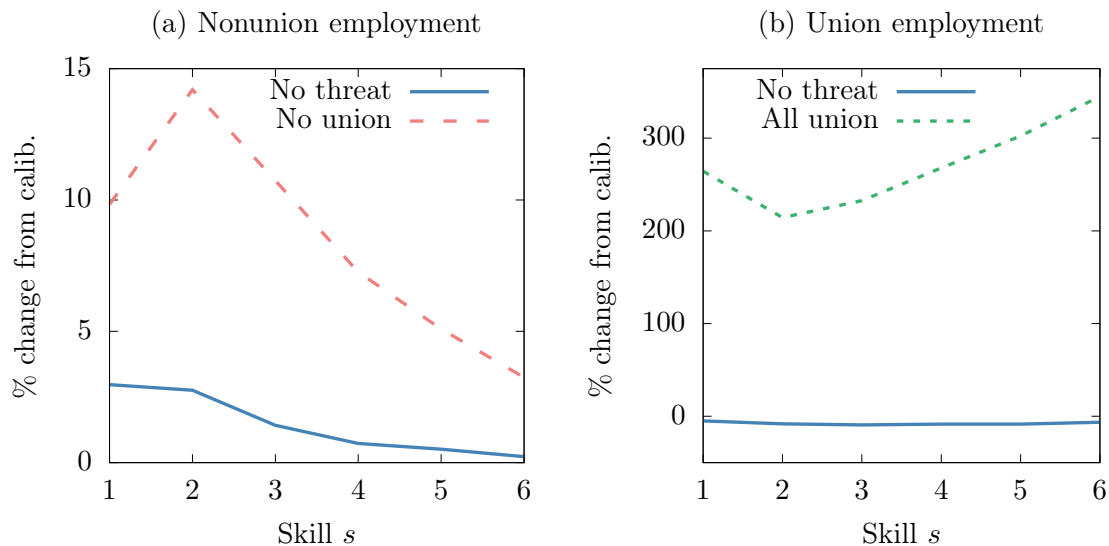 (a) Nonunion employment
% change from calib.
15
10
5
0
No threat
No union
1 2 3 4 5 6
Skill s
(b) Union employment
% change from calib.
300
200
100
0
No threat
All union
1 2 3 4 5 6
Skill s